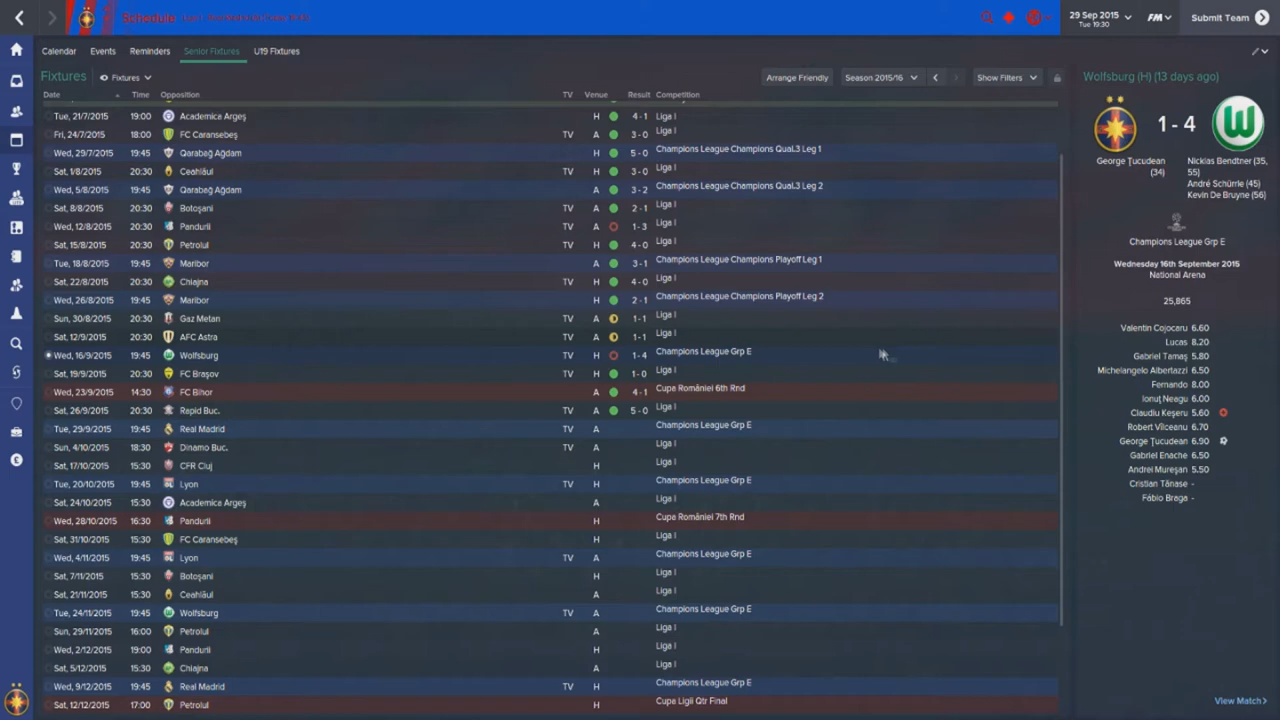 Schedule
29 Sep 2015
Tue 19:30
FM
Submit Team
Calendar Events Reminders Senior Fixtures U19 Fixtures
Fixtures Fixtures Arrange Friendly Season 2015/16 Show Filters
Date Time Opposition TV Venue Result Competition
Tue, 21/7/2015 19:00 Academica Argeş H 4-1 Liga I
Fri, 24/7/2015 18:00 FC Caransebeş TV A 3-0 Liga I
Wed, 29/7/2015 19:45 Qarabağ Ağdam H 5-0 Champions League Champions Qual.3 Leg 1
Sat, 1/8/2015 20:30 Ceahlăul TV H 3-0 Liga I
Wed, 5/8/2015 19:45 Qarabağ Ağdam A 3-2 Champions League Champions Qual.3 Leg 2
Sat, 8/8/2015 20:30 Botoşani TV A 2-1 Liga I
Wed, 12/8/2015 20:30 Pandurii TV A 1-3 Liga I
Sat, 15/8/2015 20:30 Petrolul TV H 4-0 Liga I
Tue, 18/8/2015 19:45 Maribor A 3-1 Champions League Champions Playoff Leg 1
Sat, 22/8/2015 20:30 Chiajna TV H 4-0 Liga I
Wed, 26/8/2015 19:45 Maribor H 2-1 Champions League Champions Playoff Leg 2
Sun, 30/8/2015 20:30 Gaz Metan TV A 1-1 Liga I
Sat, 12/9/2015 20:30 AFC Astra TV A 1-1 Liga I
Wed, 16/9/2015 19:45 Wolfsburg TV H 1-4 Champions League Grp E
Sat, 19/9/2015 20:30 FC Braşov TV H 1-0 Liga I
Wed, 23/9/2015 14:30 FC Bihor A 4-1 Cupa României 6th Rnd
Sat, 26/9/2015 20:30 Rapid Buc. TV A 5-0 Liga I
Tue, 29/9/2015 19:45 Real Madrid TV A Champions League Grp E
Sun, 4/10/2015 18:30 Dinamo Buc. TV A Liga I
Sat, 17/10/2015 15:30 CFR Cluj H Liga I
Tue, 20/10/2015 19:45 Lyon TV H Champions League Grp E
Sat, 24/10/2015 15:30 Academica Argeş A Liga I
Wed, 28/10/2015 16:30 Pandurii H Cupa României 7th Rnd
Sat, 31/10/2015 15:30 FC Caransebeş H Liga I
Wed, 4/11/2015 19:45 Lyon TV A Champions League Grp E
Sat, 7/11/2015 15:30 Botoşani H Liga I
Sat, 21/11/2015 15:30 Ceahlăul A Liga I
Tue, 24/11/2015 19:45 Wolfsburg TV A Champions League Grp E
Sun, 29/11/2015 16:00 Petrolul A Liga I
Wed, 2/12/2015 19:00 Pandurii H Liga I
Sat, 5/12/2015 15:30 Chiajna A Liga I
Wed, 9/12/2015 19:45 Real Madrid TV H Champions League Grp E
Sat, 12/12/2015 17:00 Petrolul H Cupa Ligii Qtr Final
Wolfsburg (H) (13 days ago)
1 - 4
George Ţucudean
(34)
Nicklas Bendtner (35,
55)
André Schürrle (45)
Kevin De Bruyne (56)
Champions League Grp E
Wednesday 16th September 2015
National Arena
25,865
Valentin Cojocaru 6.60
Lucas 8.20
Gabriel Tamaş 5.80
Michelangelo Albertazzi 6.50
Fernando 8.00
Ionuţ Neagu 6.00
Claudiu Keşeru 5.60
Robert Vîlceanu 6.70
George Ţucudean 6.90
Gabriel Enache 6.50
Andrei Mureşan 5.50
Cristian Tănase -
Fábio Braga -
View Match>